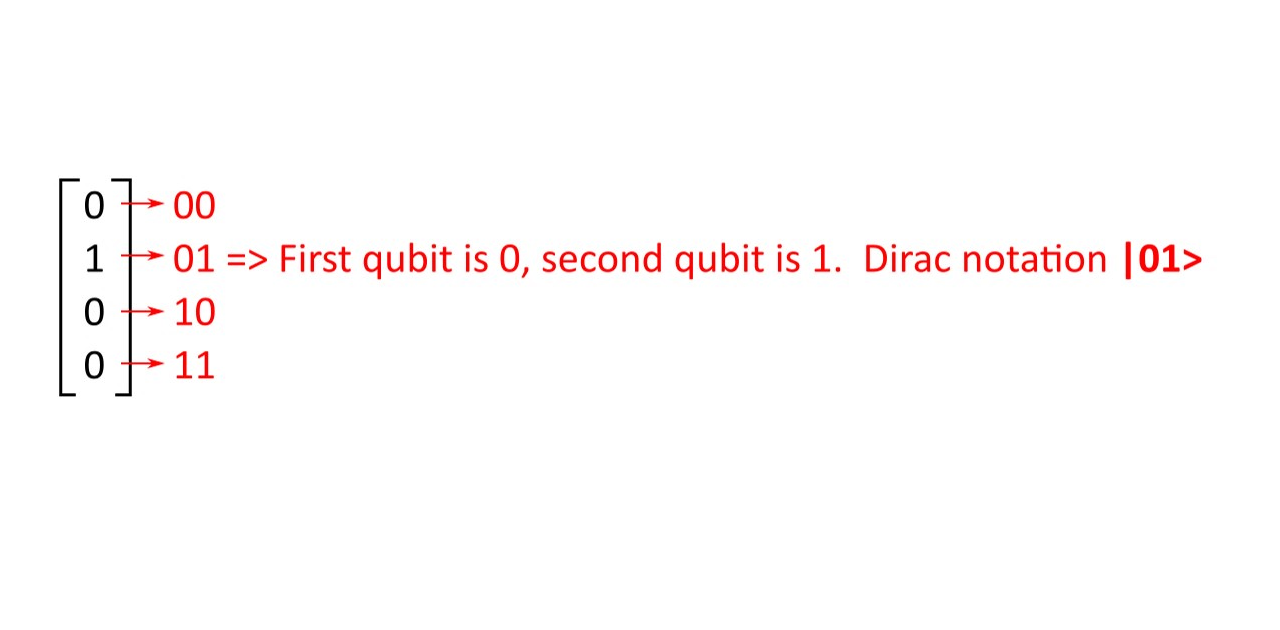 0 00
1 01 => First qubit is 0, second qubit is 1. Dirac notation |01>
0 10
0 11